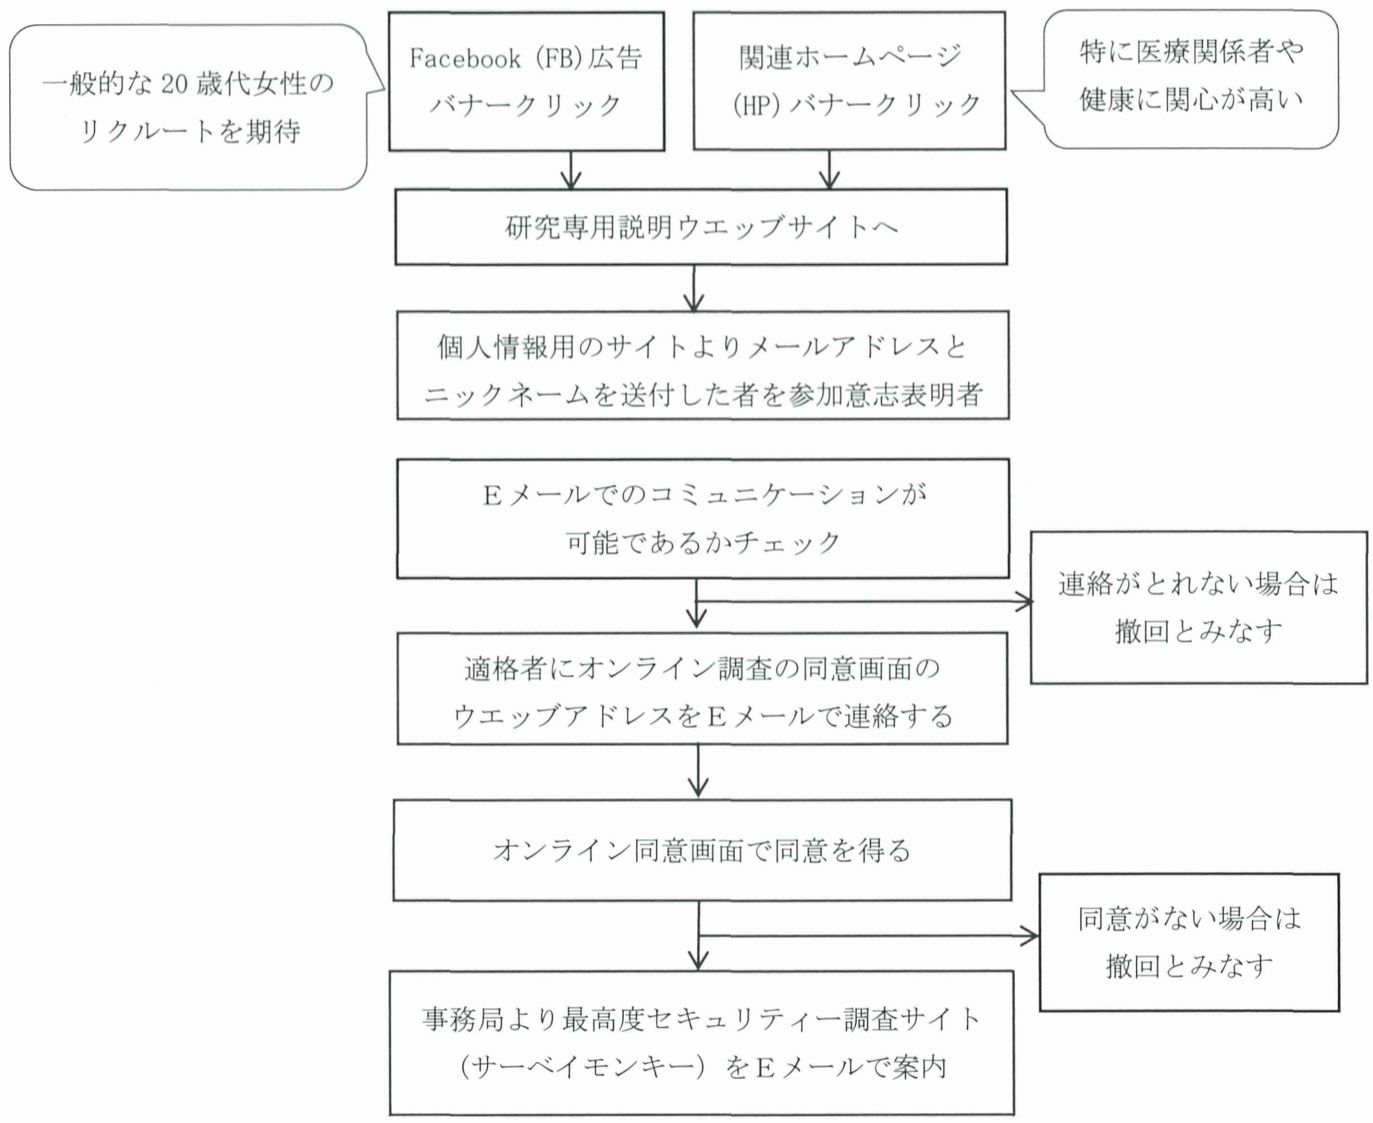 一般的な20歳代女性の
リクルートを期待
Facebook (FB)広告
バナークリック
関連ホームページ
(HP)バナークリック
特に医療関係者や
健康に関心が高い
研究専用説明ウエッブサイトへ
個人情報用のサイトよりメールアドレスと
ニックネームを送付した者を参加意志表明者
Eメールでのコミュニケーションが
可能であるかチェック
連絡がとれない場合は
撤回とみなす
適格者にオンライン調査の同意画面の
ウエッブアドレスをEメールで連絡する
オンライン同意画面で同意を得る
同意がない場合は
撤回とみなす
事務局より最高度セキュリティー調査サイト
(サーベイモンキー)をEメールで案内